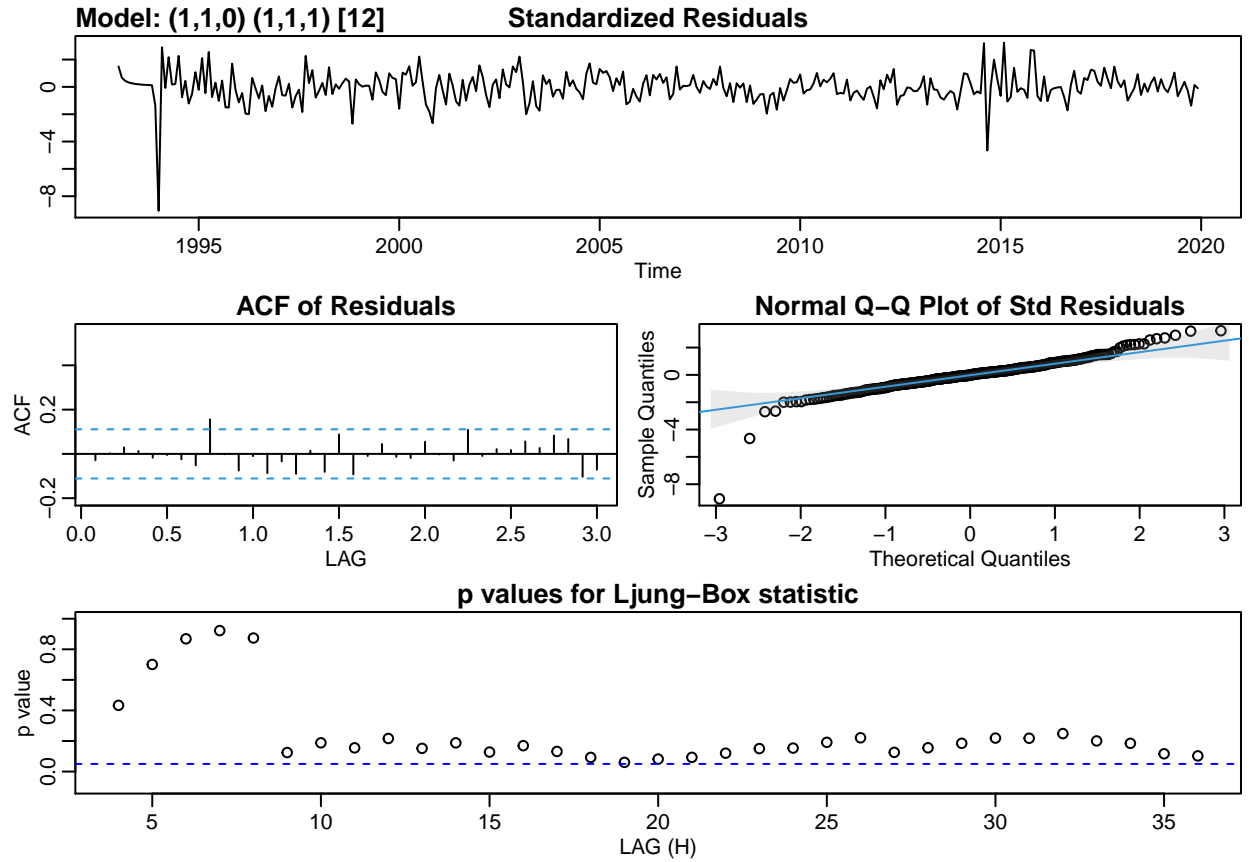 Model: (1,1,0) (1,1,1) [12] Standardized Residuals
0
−4
−8
1995 2000 2005 2010 2015 2020
Time
ACF of Residuals
ACF
0.2
−0.2
0.0 0.5 1.0 1.5 2.0 2.5 3.0
LAG
Normal Q−Q Plot of Std Residuals
Sample Quantiles
0
−4
−8
−3 −2 −1 0 1 2 3
Theoretical Quantiles
p values for Ljung−Box statistic
p value
0.8
0.4
0.0
5 10 15 20 25 30 35
LAG (H)